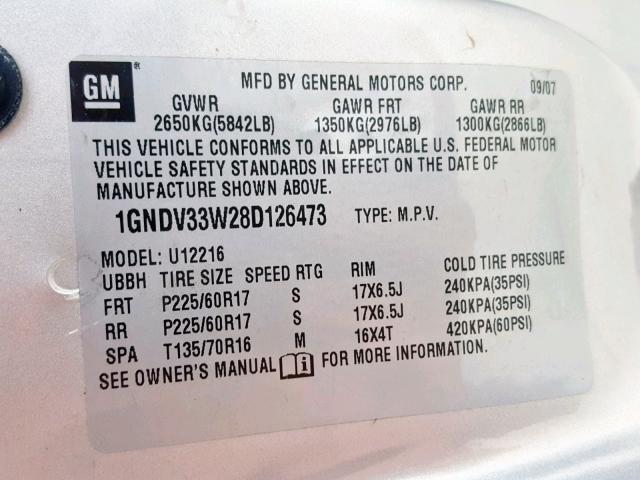 GM ®
MFD BY GENERAL MOTORS CORP. 09/07
GVWR GAWR FRT GAWR RR
2650KG(5842LB) 1350KG(2976LB) 1300KG(2866LB)
THIS VEHICLE CONFORMS TO ALL APPLICABLE U.S. FEDERAL MOTOR
VEHICLE SAFETY STANDARDS IN EFFECT ON THE DATE OF
MANUFACTURE SHOWN ABOVE.
1GNDV33W28D126473 TYPE: M.P.V.
MODEL: U12216
UBBH TIRE SIZE SPEED RTG RIM COLD TIRE PRESSURE
FRT P225/60R17 S 17X6.5J 240KPA(35PSI)
RR P225/60R17 S 17X6.5J 240KPA(35PSI)
SPA T135/70R16 M 16X4T 420KPA(60PSI)
SEE OWNER'S MANUAL i FOR MORE INFORMATION.